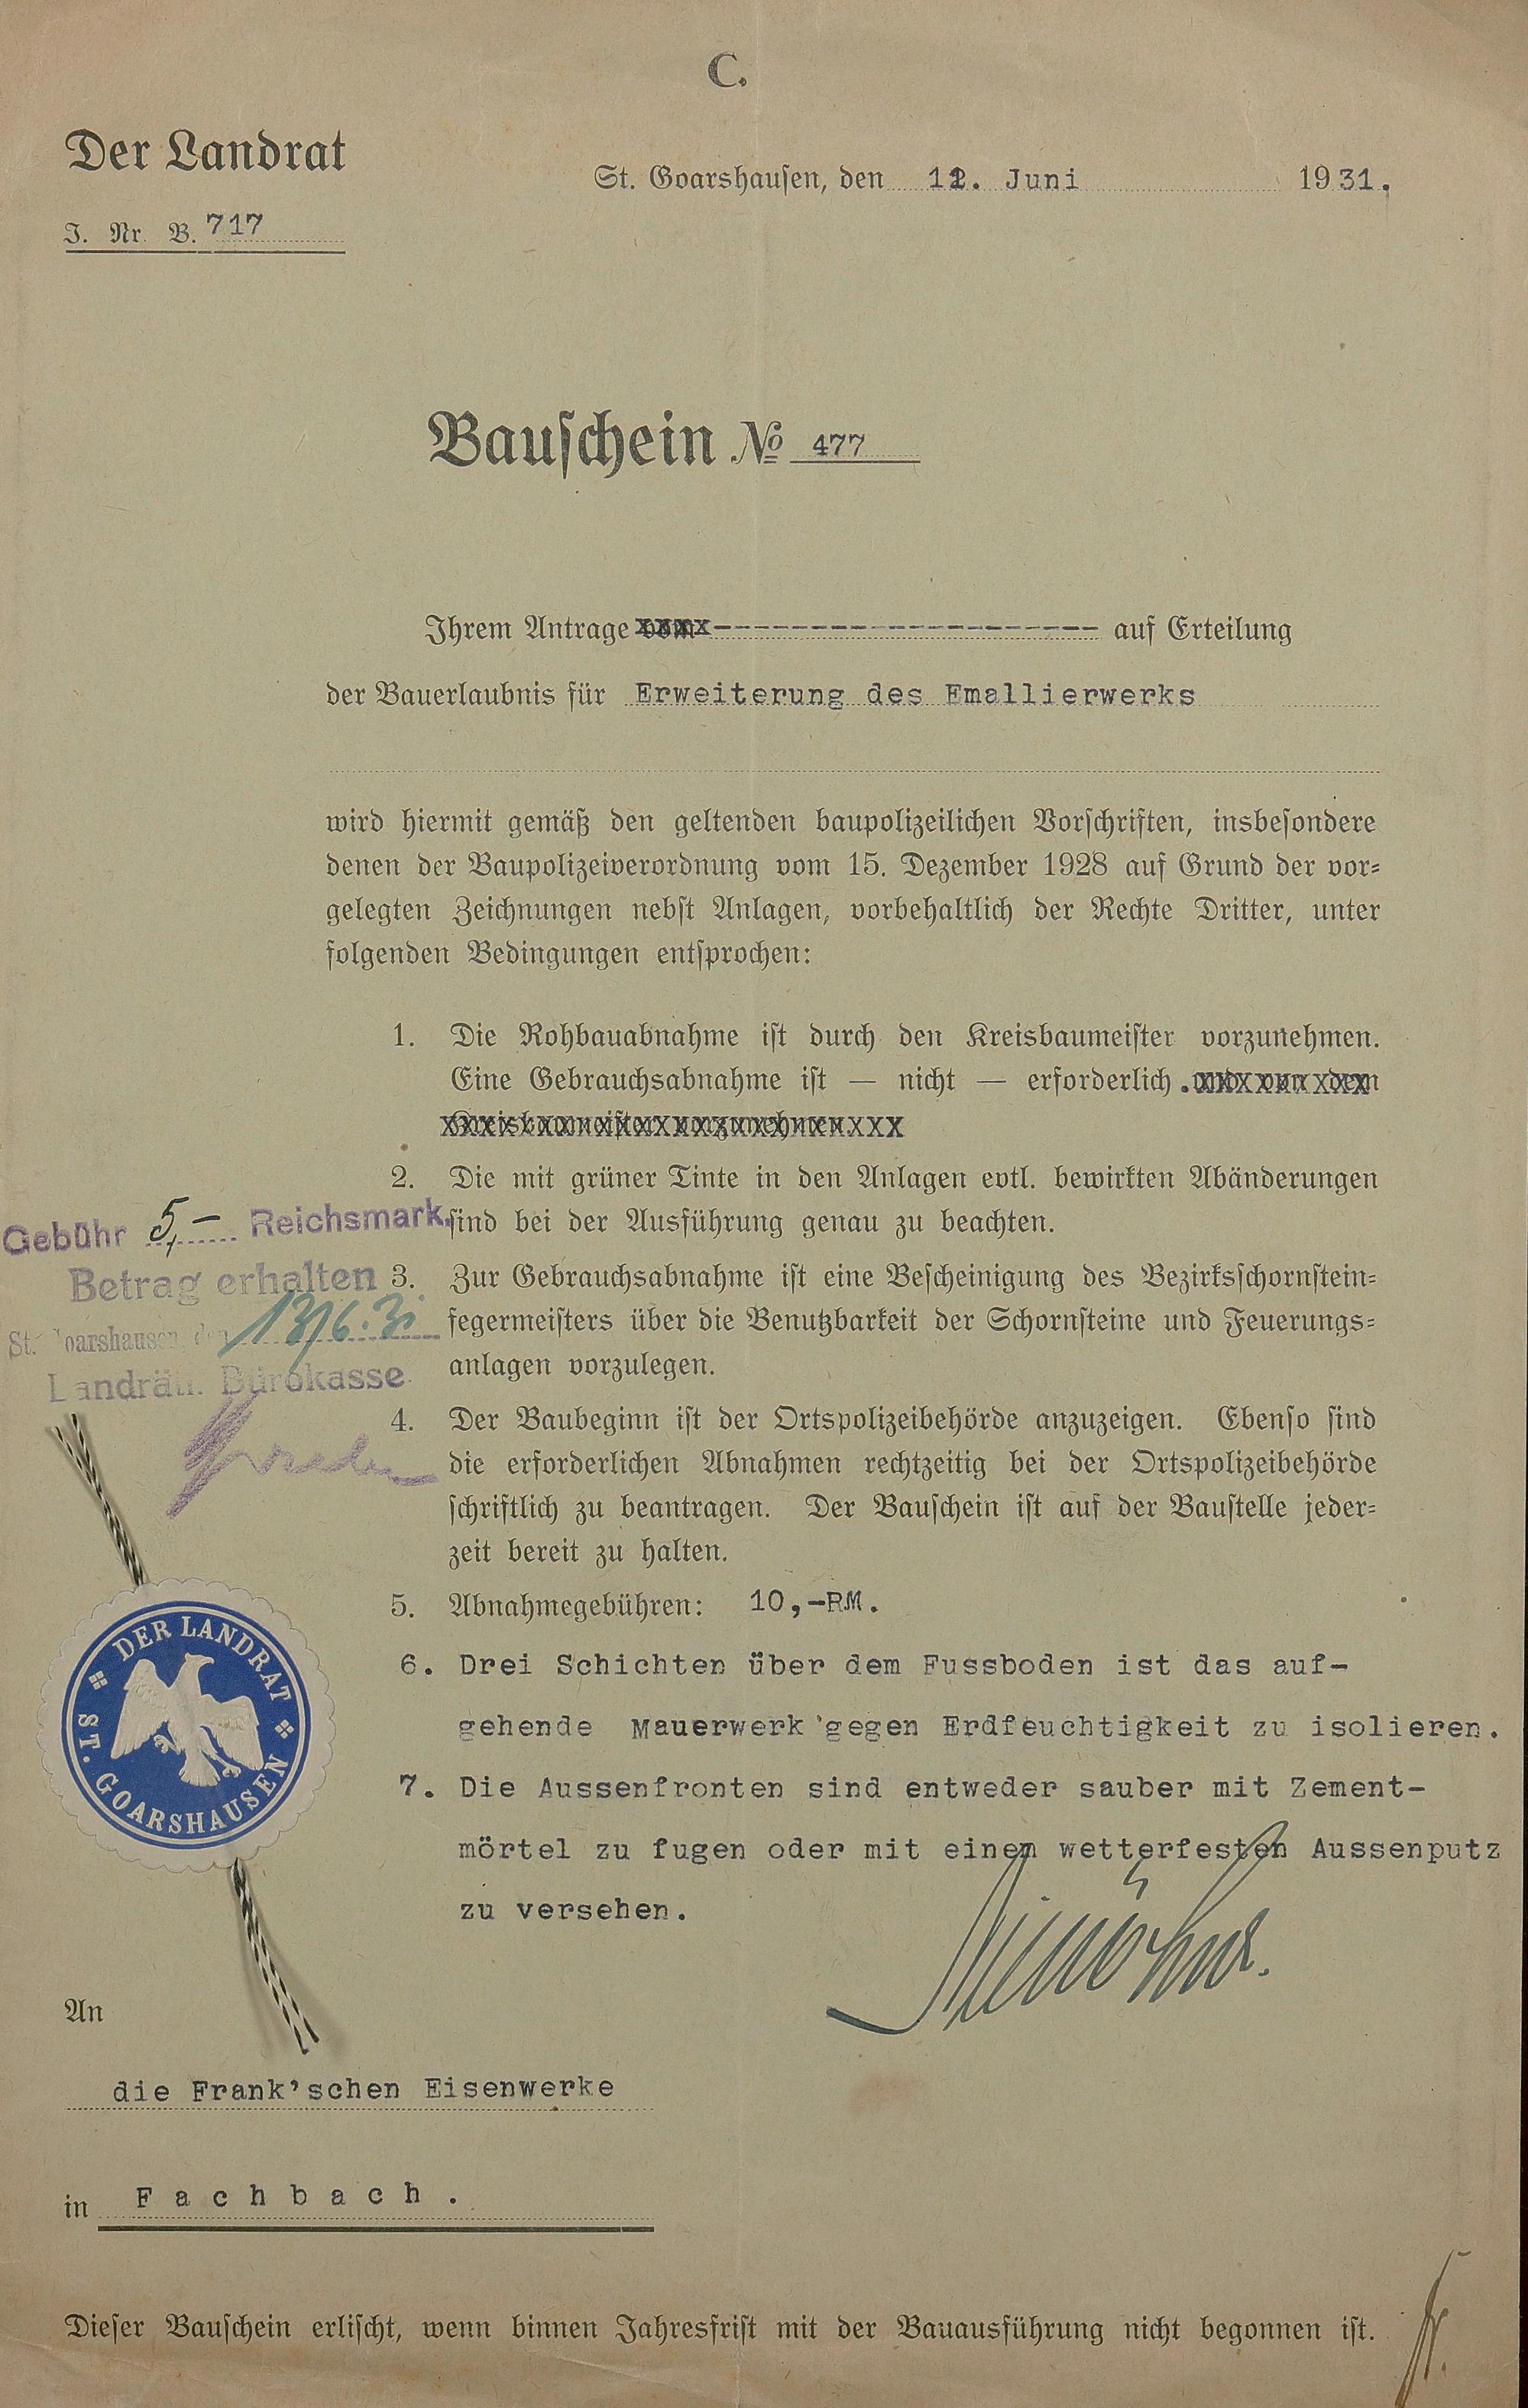 C.
Der Landrat
St. Goarshausen, den 12. Juni 1931.
J. Nr. B. 717
Bauschein № 477
Ihrem Antrage -------------------- auf Erteilung
der Bauerlaubnis für Erweiterung des Emallierwerks
wird hiermit gemäß den geltenden baupolizeilichen Vorschriften, insbesondere
denen der Baupolizeiverordnung vom 15. Dezember 1928 auf Grund der vor=
gelegten Zeichnungen nebst Anlagen, vorbehaltlich der Rechte Dritter, unter
folgenden Bedingungen entsprochen:
1. Die Rohbauabnahme ist durch den Kreisbaumeister vorzunehmen.
Eine Gebrauchsabnahme ist — nicht — erforderlich.
2. Die mit grüner Tinte in den Anlagen evtl. bewirkten Abänderungen
sind bei der Ausführung genau zu beachten.
Gebühr 5,- Reichsmark.
Betrag erhalten
St. Goarshausen, den 13/6.31
Landrätl. Bürokasse
3. Zur Gebrauchsabnahme ist eine Bescheinigung des Bezirksschornstein=
fegermeisters über die Benutzbarkeit der Schornsteine und Feuerungs=
anlagen vorzulegen.
4. Der Baubeginn ist der Ortspolizeibehörde anzuzeigen. Ebenso sind
die erforderlichen Abnahmen rechtzeitig bei der Ortspolizeibehörde
schriftlich zu beantragen. Der Bauschein ist auf der Baustelle jeder=
zeit bereit zu halten.
5. Abnahmegebühren: 10,-RM.
6. Drei Schichten über dem Fussboden ist das auf-
gehende Mauerwerk gegen Erdfeuchtigkeit zu isolieren.
7. Die Aussenfronten sind entweder sauber mit Zement-
mörtel zu fugen oder mit einem wetterfesten Aussenputz
zu versehen.
DER LANDRAT
ST. GOARSHAUSEN
An
die Frank'schen Eisenwerke
in Fachbach.
Dieser Bauschein erlischt, wenn binnen Jahresfrist mit der Bauausführung nicht begonnen ist.